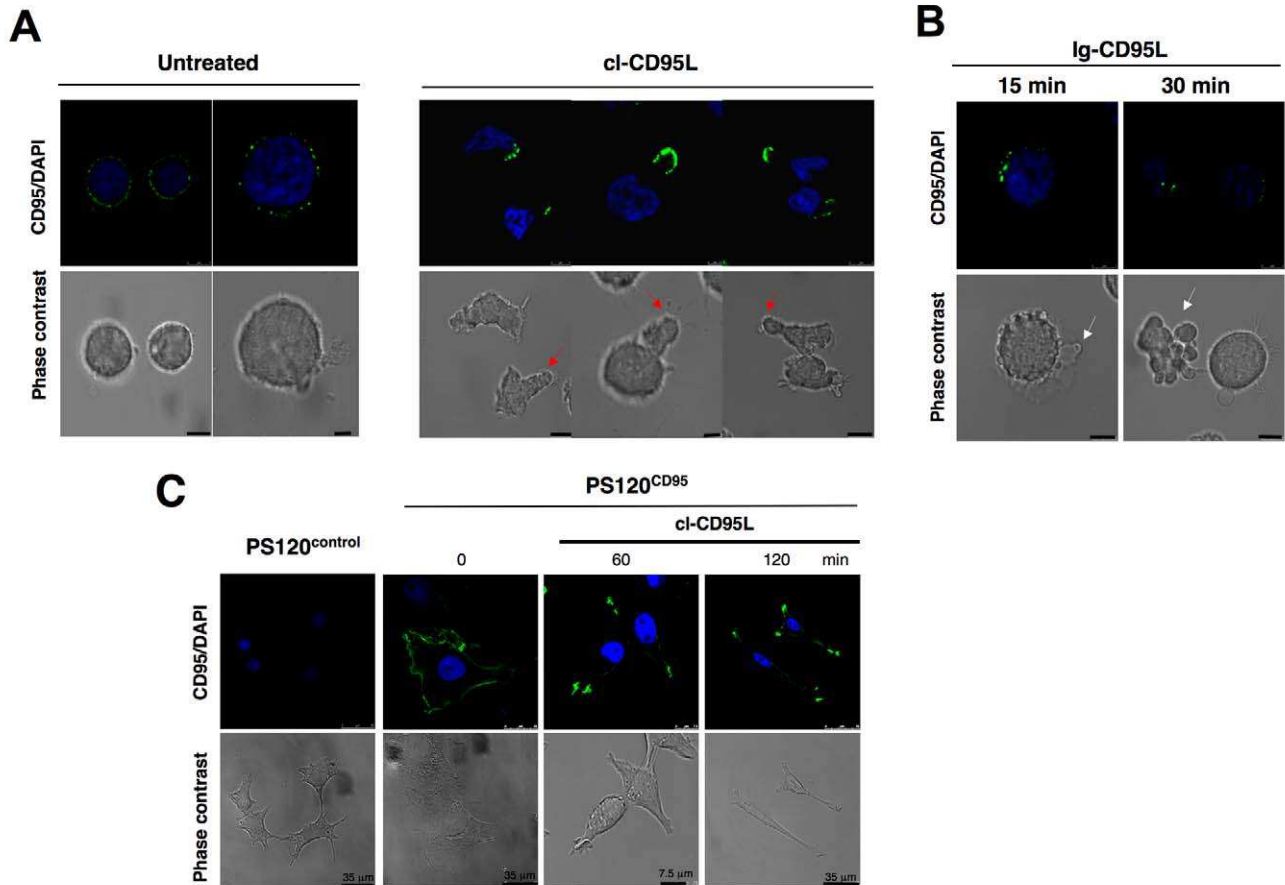 A
B
Untreated
cl-CD95L
Ig-CD95L
15 min
30 min
CD95/DAPI
CD95/DAPI
Phase contrast
Phase contrast
C
PS120CD95
cl-CD95L
PS120control
0
60
120
min
CD95/DAPI
Phase contrast
35 µm
35 µm
7.5 µm
35 µm